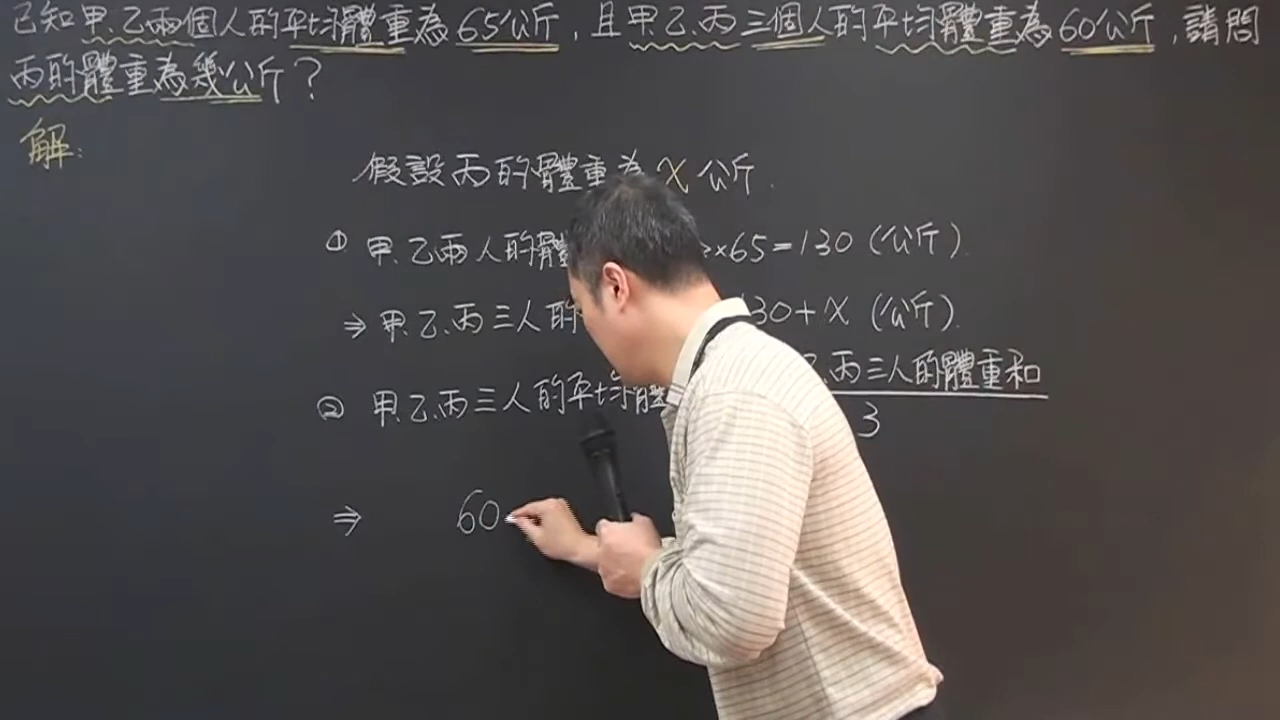 已知甲.乙兩個人的平均體重為65公斤,且甲.乙.丙三個人的平均體重為60公斤,請問
丙的體重為幾公斤?
解:
假設丙的體重為x公斤.
① 甲.乙兩人的體 ×65=130(公斤).
⇒甲.乙.丙三人的 130+x(公斤).
② 甲.乙.丙三人的平均體 丙三人的體重和
3
⇒ 60